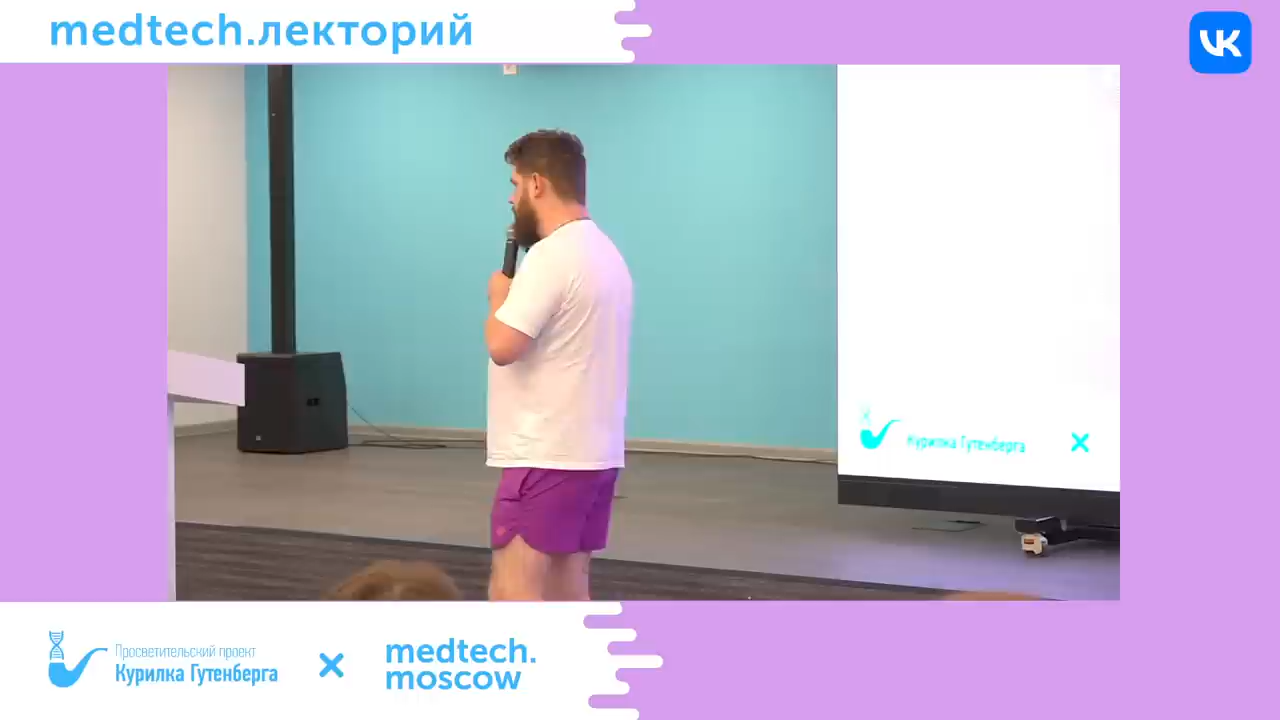 medtech.лекторий
Курилка Гутенберга
Просветительский проект
Курилка Гутенберга
medtech.
moscow